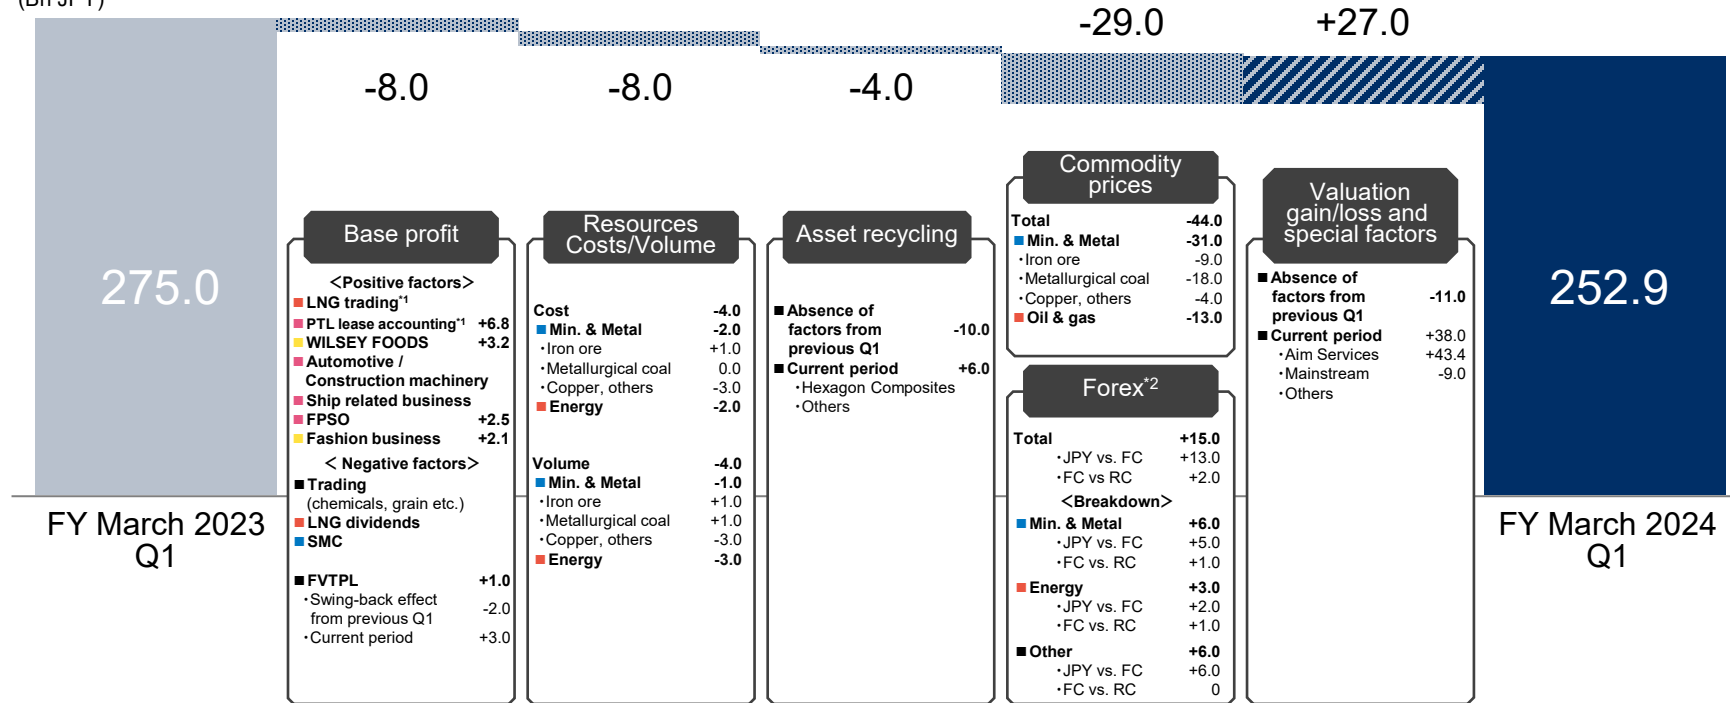 (Bn JPY)
-8.0
-8.0
-4.0
-29.0
+27.0
275.0
252.9
FY March 2023
Q1
FY March 2024
Q1
Base profit
<Positive factors>
■ LNG trading*1
■ PTL lease accounting*1 +6.8
■ WILSEY FOODS +3.2
■ Automotive /
Construction machinery
■ Ship related business
■ FPSO +2.5
■ Fashion business +2.1
< Negative factors>
■ Trading
(chemicals, grain etc.)
■ LNG dividends
■ SMC
■ FVTPL +1.0
・Swing-back effect
from previous Q1 -2.0
・Current period +3.0
Resources
Costs/Volume
Cost -4.0
■ Min. & Metal -2.0
・Iron ore +1.0
・Metallurgical coal 0.0
・Copper, others -3.0
■ Energy -2.0
Volume -4.0
■ Min. & Metal -1.0
・Iron ore +1.0
・Metallurgical coal +1.0
・Copper, others -3.0
■ Energy -3.0
Asset recycling
■ Absence of
factors from -10.0
previous Q1
■ Current period +6.0
・Hexagon Composites
・Others
Commodity
prices
Total -44.0
■ Min. & Metal -31.0
・Iron ore -9.0
・Metallurgical coal -18.0
・Copper, others -4.0
■ Oil & gas -13.0
Forex*2
Total +15.0
・JPY vs. FC +13.0
・FC vs RC +2.0
<Breakdown>
■ Min. & Metal +6.0
・JPY vs. FC +5.0
・FC vs. RC +1.0
■ Energy +3.0
・JPY vs. FC +2.0
・FC vs. RC +1.0
■ Other +6.0
・JPY vs. FC +6.0
・FC vs. RC 0
Valuation
gain/loss and
special factors
■ Absence of
factors from -11.0
previous Q1
■ Current period +38.0
・Aim Services +43.4
・Mainstream -9.0
・Others